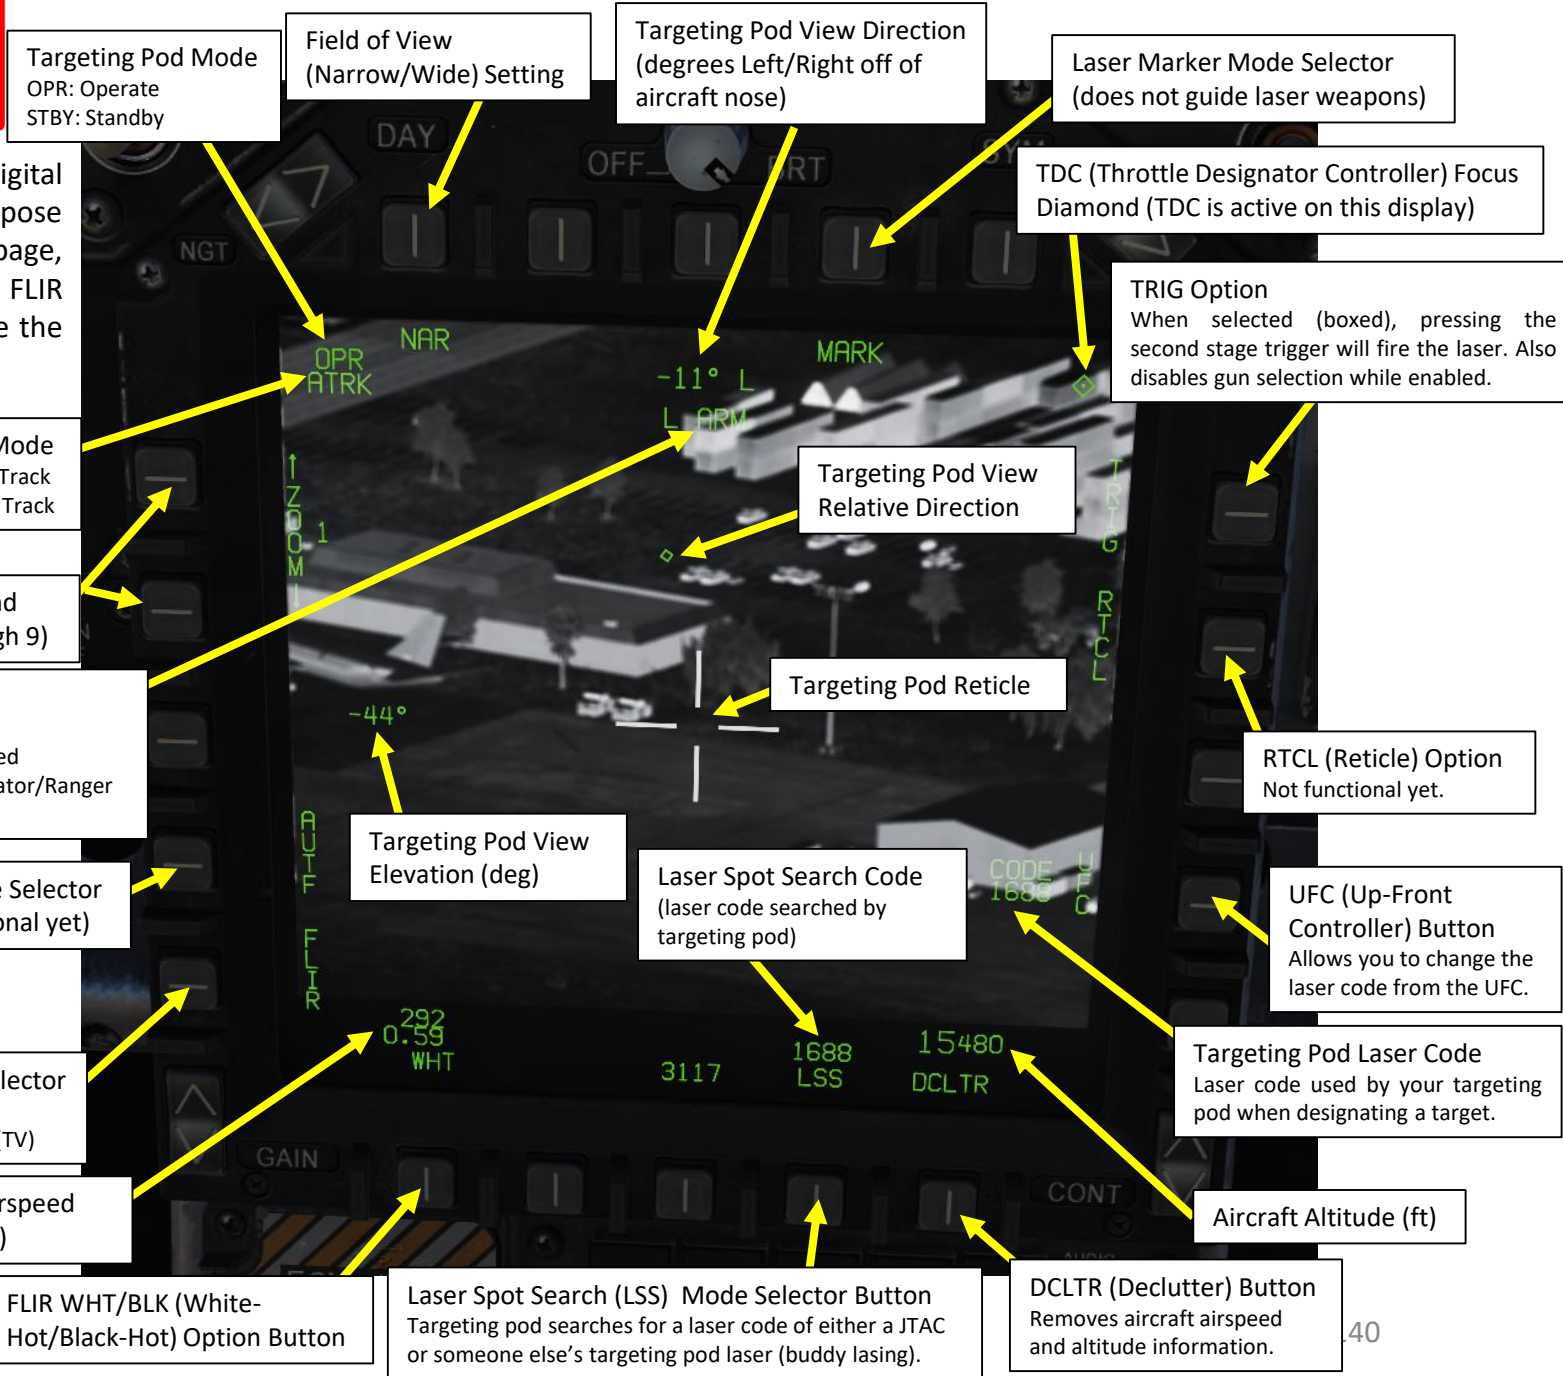 Targeting Pod Mode
OPR: Operate
STBY: Standby
Field of View
(Narrow/Wide) Setting
Targeting Pod View Direction
(degrees Left/Right off of
aircraft nose)
Laser Marker Mode Selector
(does not guide laser weapons)
TDC (Throttle Designator Controller) Focus
Diamond (TDC is active on this display)
TRIG Option
When selected (boxed), pressing the
second stage trigger will fire the laser. Also
disables gun selection while enabled.
igital
pose
page,
FLIR
e the
DAY
NGT
OFF
BRT
SYM
OPR
ATRK
NAR
-11° L
L ARM
MARK
Mode
Track
Track
Targeting Pod View
Relative Direction
ZOOM
1
TRIG
RTCL
nd
gh 9)
Targeting Pod Reticle
-44°
ed
ator/Ranger
RTCL (Reticle) Option
Not functional yet.
Targeting Pod View
Elevation (deg)
AUTF
Laser Spot Search Code
(laser code searched by
targeting pod)
CODE
1688
UFC
UFC (Up-Front
Controller) Button
Allows you to change the
laser code from the UFC.
e Selector
onal yet)
FLIR
292
0.59
WHT
3117
1688
LSS
15480
DCLTR
Targeting Pod Laser Code
Laser code used by your targeting
pod when designating a target.
lector
(TV)
GAIN
CONT
rspeed
)
Aircraft Altitude (ft)
FLIR WHT/BLK (White-
Hot/Black-Hot) Option Button
Laser Spot Search (LSS) Mode Selector Button
Targeting pod searches for a laser code of either a JTAC
or someone else's targeting pod laser (buddy lasing).
DCLTR (Declutter) Button
Removes aircraft airspeed
and altitude information.
40